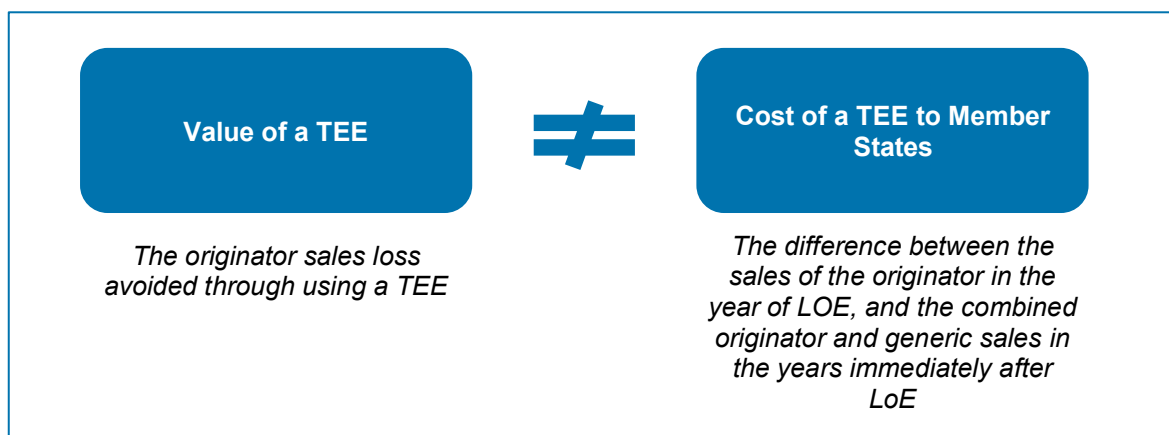 Value of a TEE
The originator sales loss
avoided through using a TEE
≠
Cost of a TEE to Member
States
The difference between the
sales of the originator in the
year of LOE, and the combined
originator and generic sales in
the years immediately after
LoE